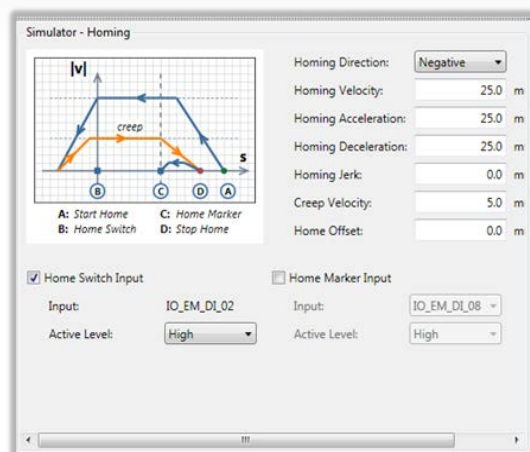 Simulator - Homing
|v|
creep
s
B
C
D
A
A: Start Home
C: Home Marker
B: Home Switch
D: Stop Home
Homing Direction: Negative
Homing Velocity: 25.0 m
Homing Acceleration: 25.0 m
Homing Deceleration: 25.0 m
Homing Jerk: 0.0 m
Creep Velocity: 5.0 m
Home Offset: 0.0 m
Home Switch Input
Input: IO_EM_DI_02
Active Level: High
Home Marker Input
Input: IO_EM_DI_08
Active Level: High